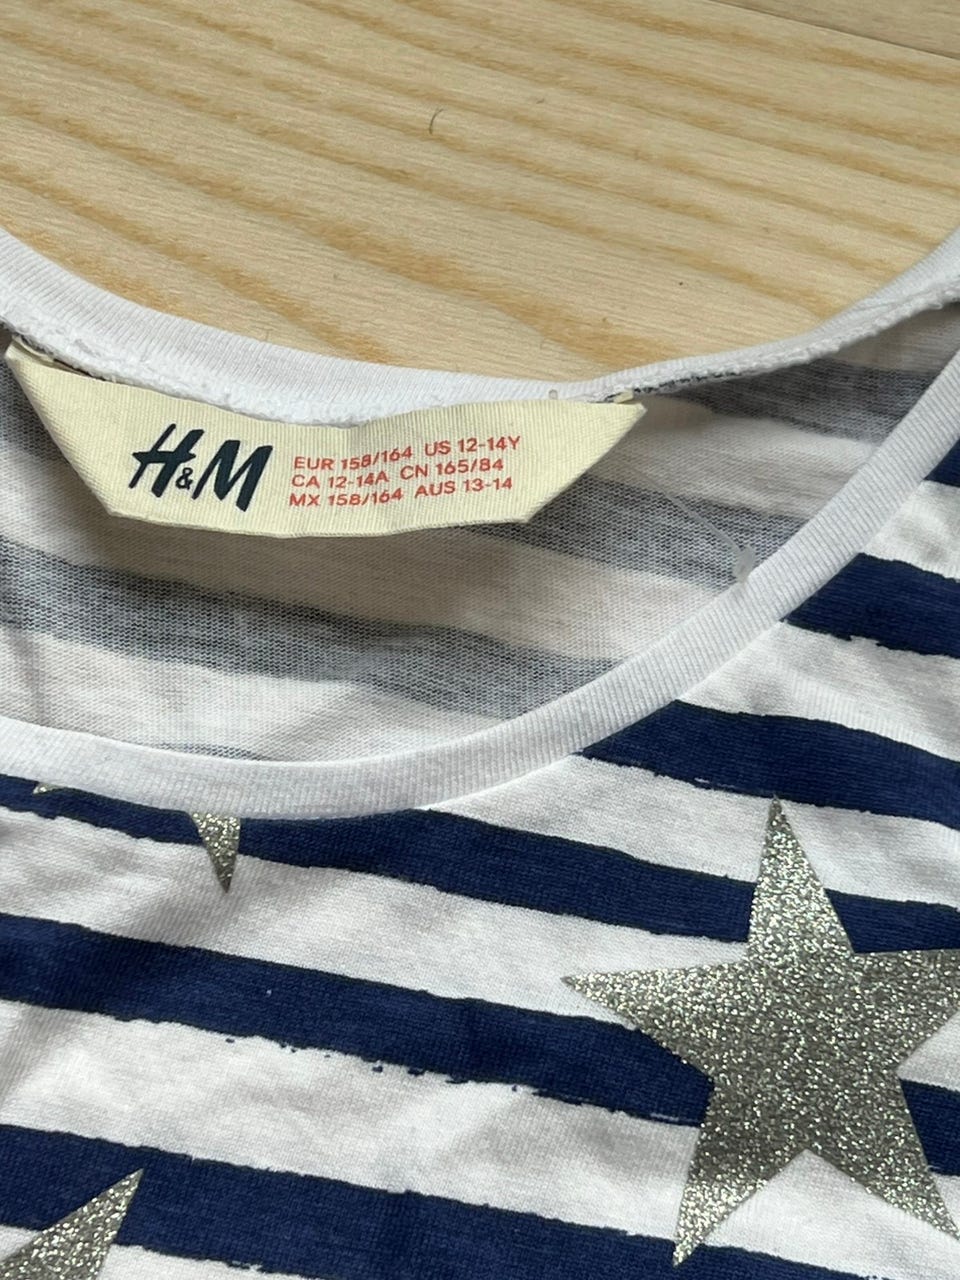 H&M
EUR 158/164 US 12-14Y
CA 12-14A CN 165/84
MX 158/164 AUS 13-14